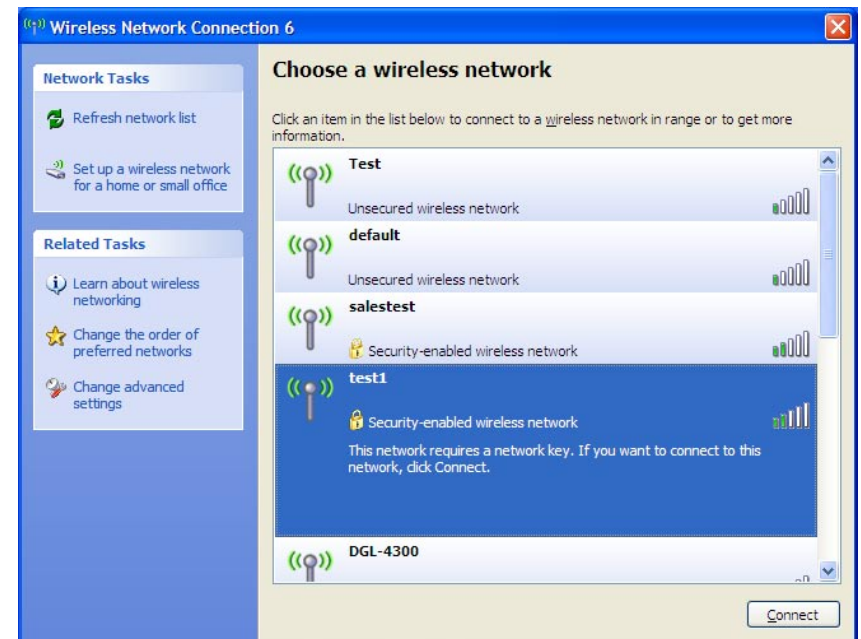 Wireless Network Connection 6
Network Tasks
Refresh network list
Set up a wireless network
for a home or small office
Related Tasks
Learn about wireless
networking
Change the order of
preferred networks
Change advanced
settings
Choose a wireless network
Click an item in the list below to connect to a wireless network in range or to get more
information.
Test
Unsecured wireless network
default
Unsecured wireless network
salestest
Security-enabled wireless network
test1
Security-enabled wireless network
This network requires a network key. If you want to connect to this
network, click Connect.
DGL-4300
Connect